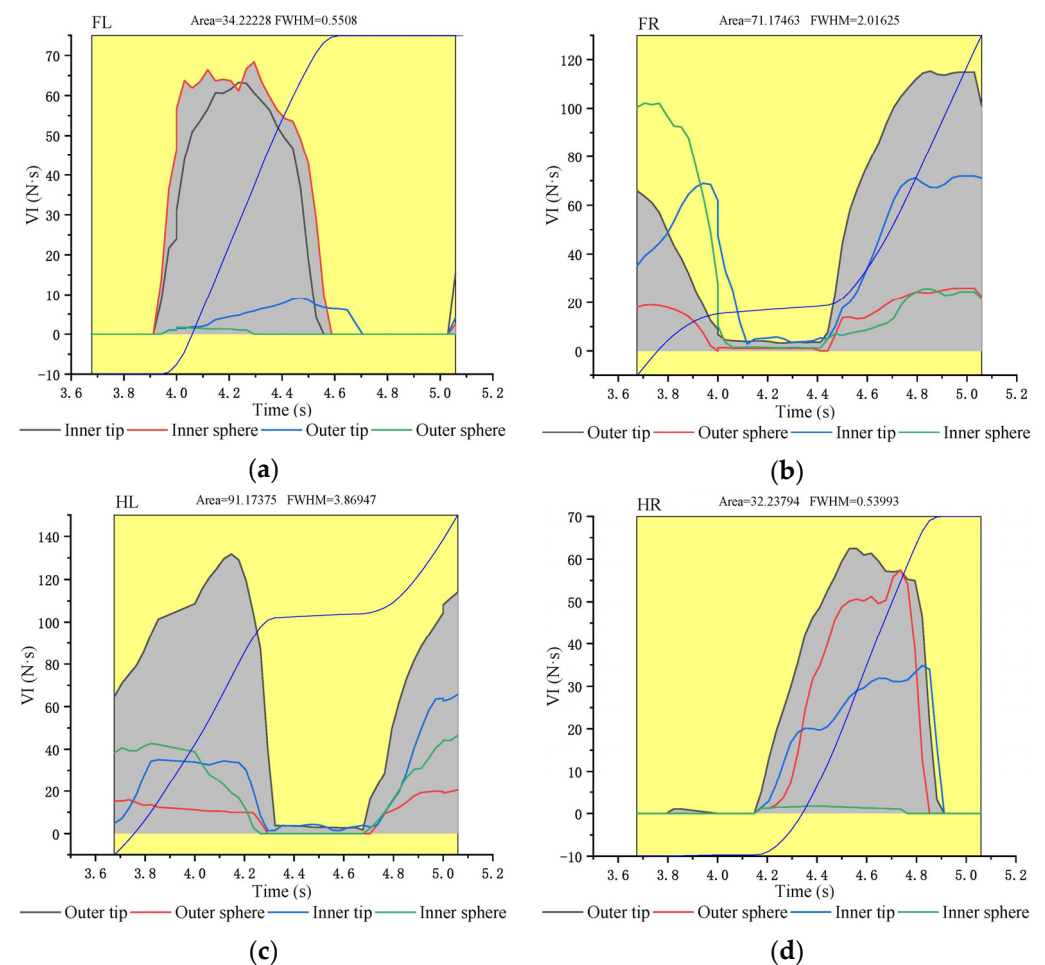 FL Area=34.22228 FWHM=0.5508
70
60
50
40
30
20
10
0
-10
VI (N·s)
3.6 3.8 4.0 4.2 4.4 4.6 4.8 5.0 5.2
Time (s)
Inner tip Inner sphere Outer tip Outer sphere
(a)
FR Area=71.17463 FWHM=2.01625
120
100
80
60
40
20
0
VI (N·s)
3.6 3.8 4.0 4.2 4.4 4.6 4.8 5.0 5.2
Time (s)
Outer tip Outer sphere Inner tip Inner sphere
(b)
HL Area=91.17375 FWHM=3.86947
140
120
100
80
60
40
20
0
VI (N·s)
3.6 3.8 4.0 4.2 4.4 4.6 4.8 5.0 5.2
Time (s)
Outer tip Outer sphere Inner tip Inner sphere
(c)
HR Area=32.23794 FWHM=0.53993
70
60
50
40
30
20
10
0
-10
VI (N·s)
3.6 3.8 4.0 4.2 4.4 4.6 4.8 5.0 5.2
Time (s)
Outer tip Outer sphere Inner tip Inner sphere
(d)